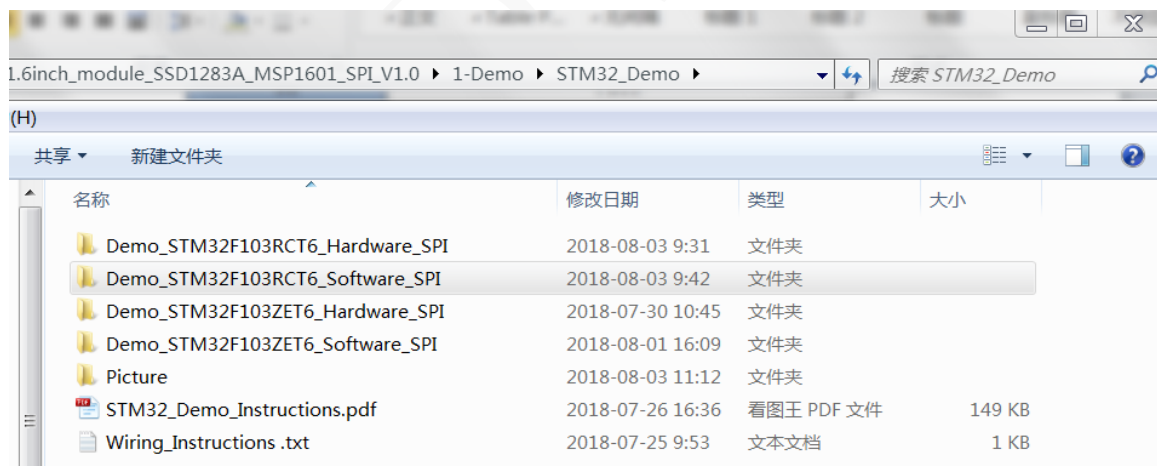 1.6inch_module_SSD1283A_MSP1601_SPI_V1.0 ▸ 1-Demo ▸ STM32_Demo ▸ 搜索 STM32_Demo
(H)
共享 新建文件夹
名称 修改日期 类型 大小
Demo_STM32F103RCT6_Hardware_SPI 2018-08-03 9:31 文件夹
Demo_STM32F103RCT6_Software_SPI 2018-08-03 9:42 文件夹
Demo_STM32F103ZET6_Hardware_SPI 2018-07-30 10:45 文件夹
Demo_STM32F103ZET6_Software_SPI 2018-08-01 16:09 文件夹
Picture 2018-08-03 11:12 文件夹
STM32_Demo_Instructions.pdf 2018-07-26 16:36 看图王 PDF 文件 149 KB
Wiring_Instructions .txt 2018-07-25 9:53 文本文档 1 KB